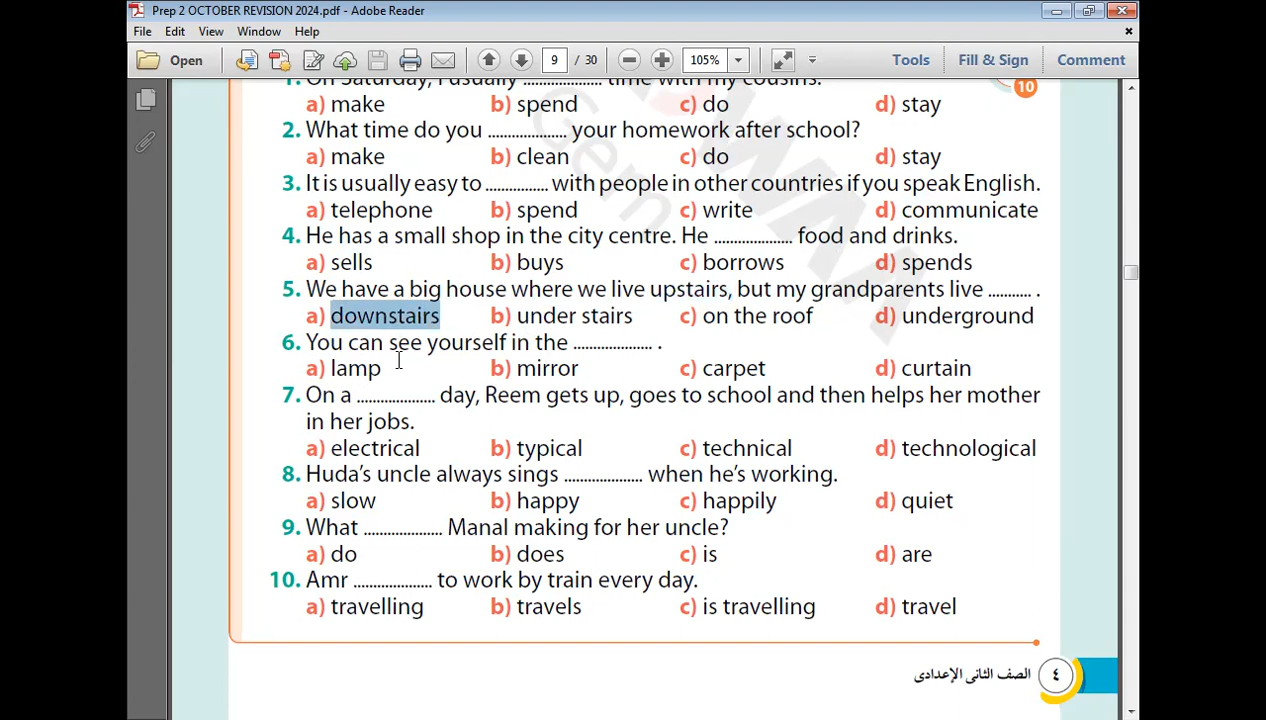 Prep 2 OCTOBER REVISION 2024.pdf - Adobe Reader
File Edit View Window Help
Open 9 / 30 105% Tools Fill & Sign Comment
1. On Saturday, I usually .................... time with my cousins.
10
a) make b) spend c) do d) stay
2. What time do you .................... your homework after school?
a) make b) clean c) do d) stay
3. It is usually easy to ................ with people in other countries if you speak English.
a) telephone b) spend c) write d) communicate
4. He has a small shop in the city centre. He .................... food and drinks.
a) sells b) buys c) borrows d) spends
5. We have a big house where we live upstairs, but my grandparents live .......... .
a) downstairs b) under stairs c) on the roof d) underground
6. You can see yourself in the .................... .
a) lamp b) mirror c) carpet d) curtain
7. On a .................... day, Reem gets up, goes to school and then helps her mother
in her jobs.
a) electrical b) typical c) technical d) technological
8. Huda's uncle always sings .................... when he's working.
a) slow b) happy c) happily d) quiet
9. What .................... Manal making for her uncle?
a) do b) does c) is d) are
10. Amr .................... to work by train every day.
a) travelling b) travels c) is travelling d) travel
الصف الثانى الإعدادى ٤